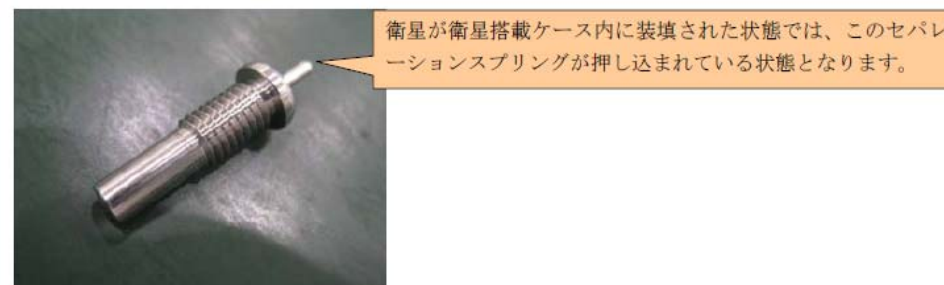 衛星が衛星搭載ケース内に装填された状態では、このセパレ
ーションスプリングが押し込まれている状態となります。